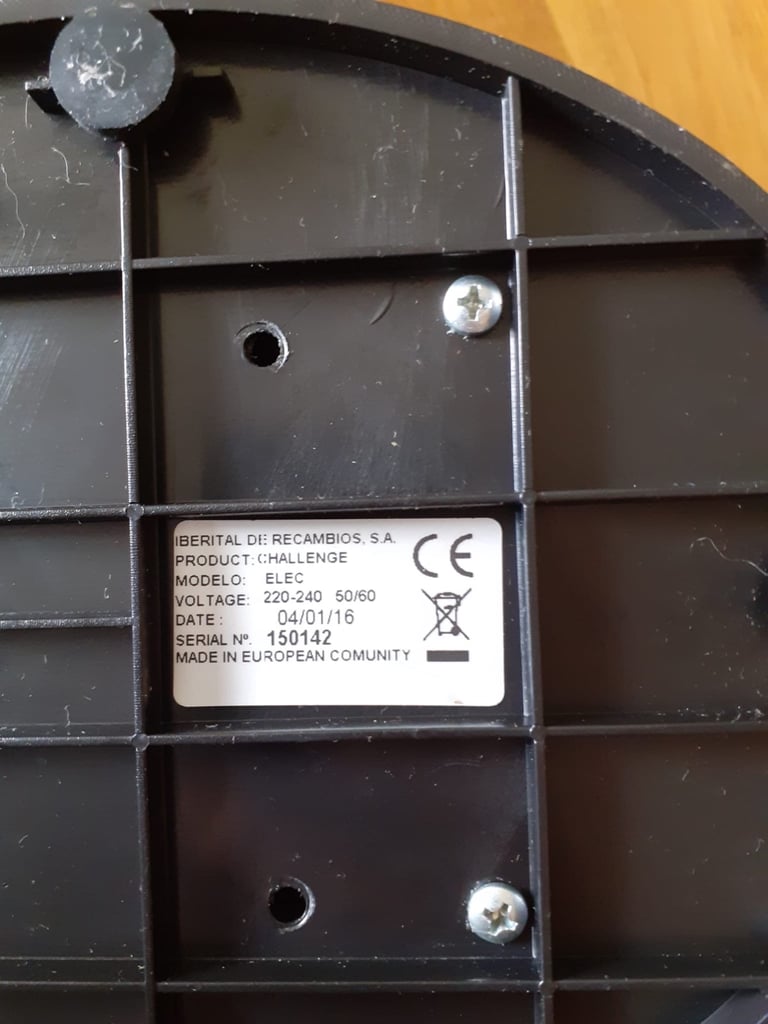 IBERITAL DE RECAMBIOS, S.A.
PRODUCT: CHALLENGE
MODELO: ELEC
VOLTAGE: 220-240 50/60
DATE : 04/01/16
SERIAL Nº. 150142
MADE IN EUROPEAN COMUNITY
CE